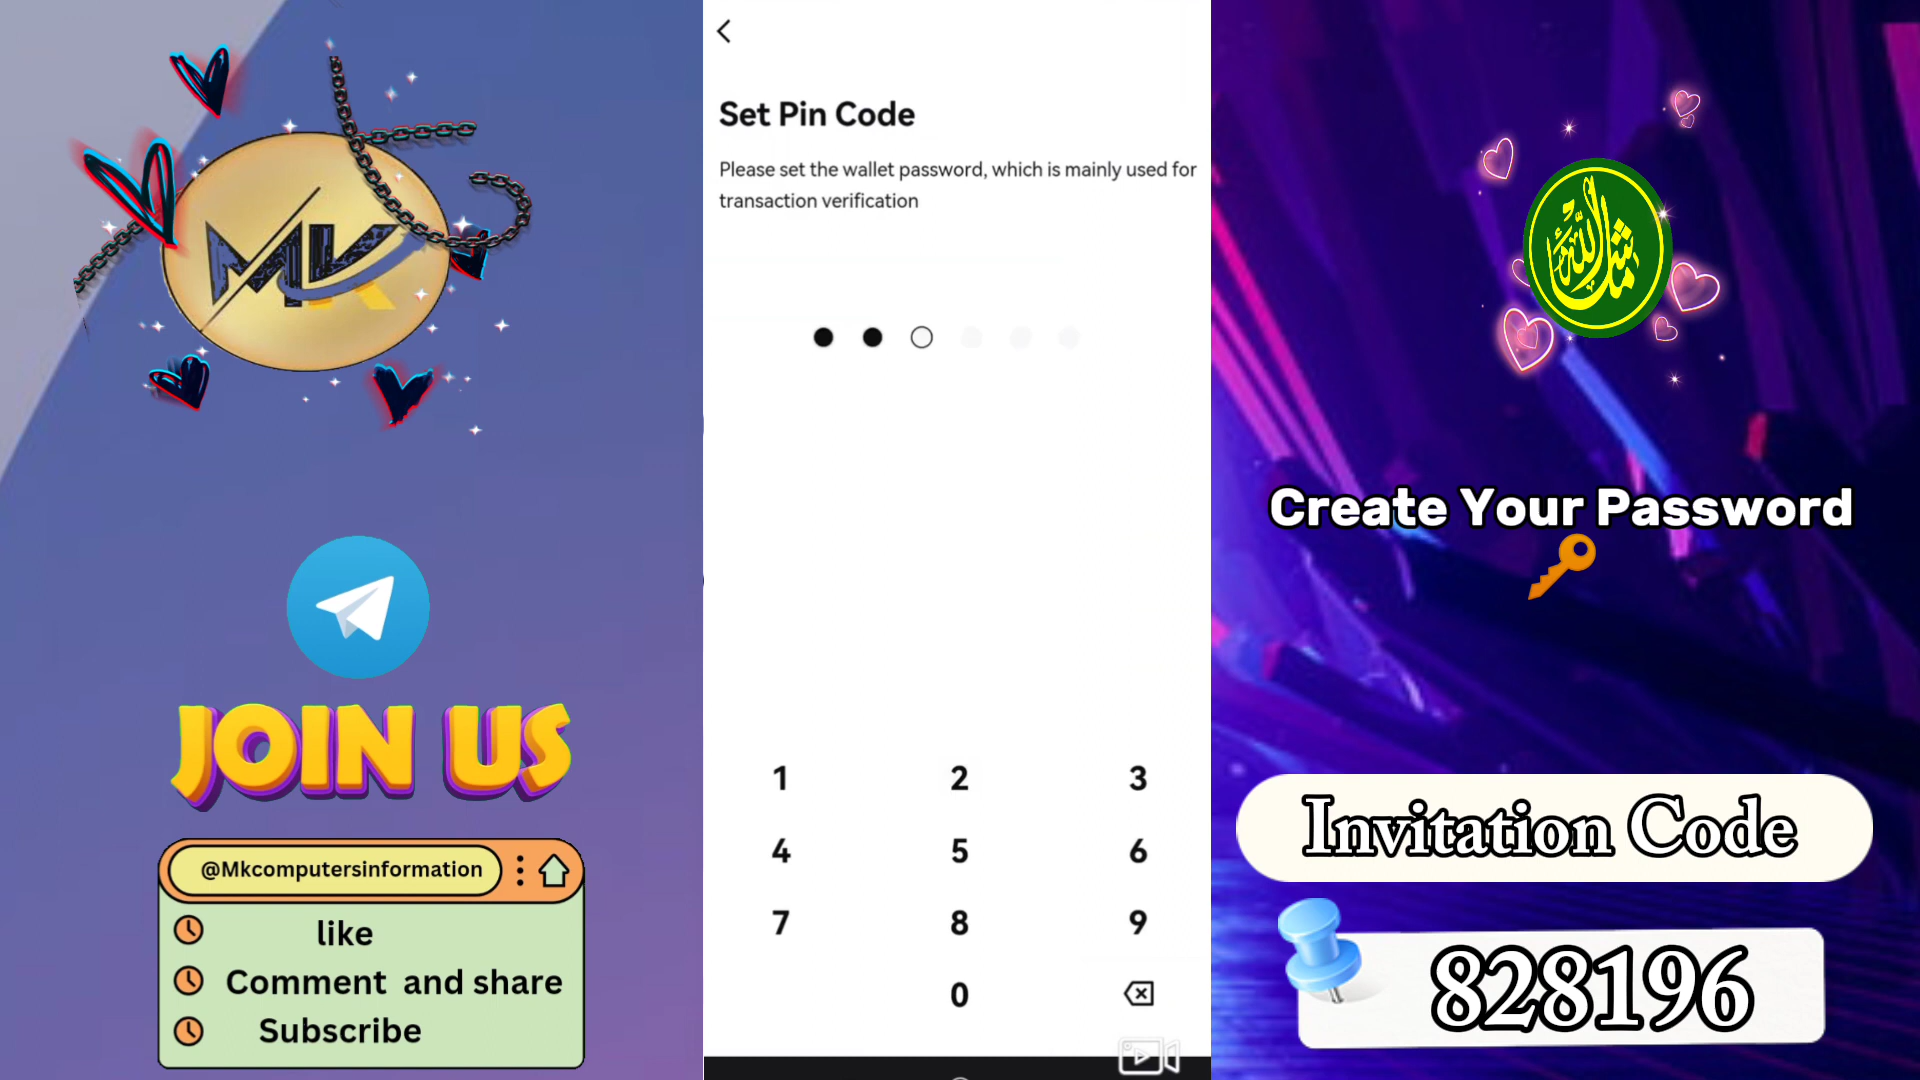 MK
JOIN US
@Mkcomputersinformation
like
Comment and share
Subscribe
Set Pin Code
Please set the wallet password, which is mainly used for
transaction verification
1 2 3
4 5 6
7 8 9
0
Create Your Password
Invitation Code
828196